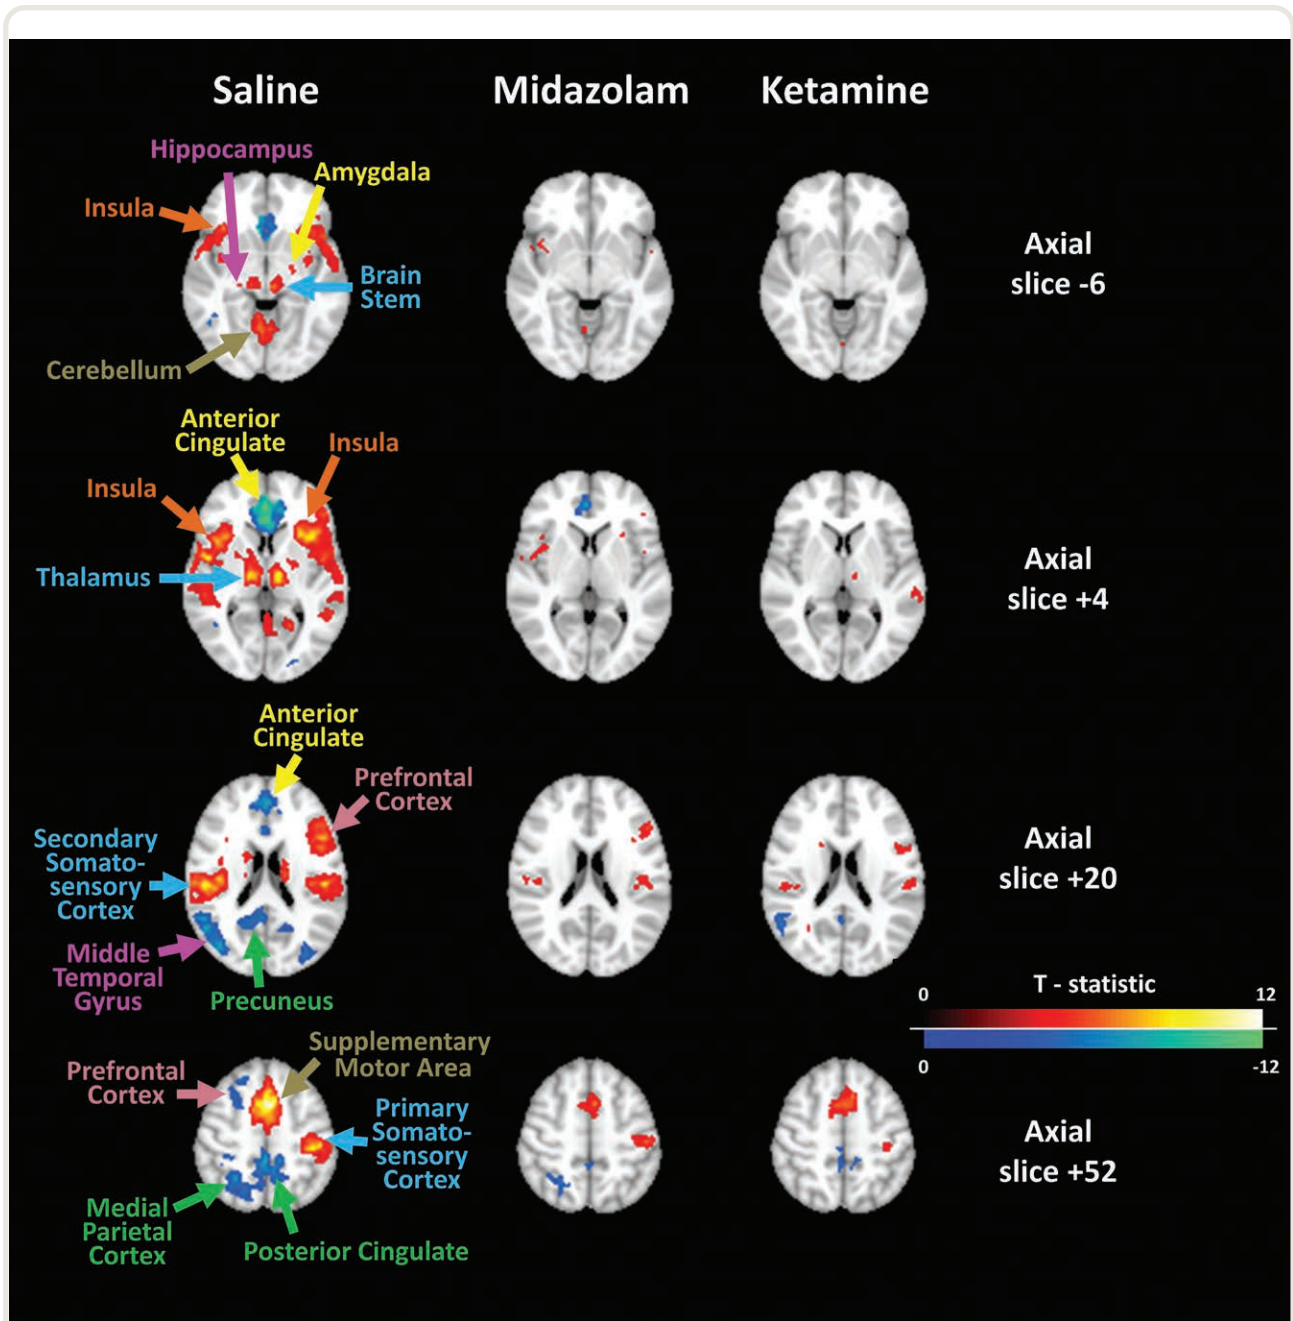 Saline
Midazolam
Ketamine
Hippocampus
Amygdala
Insula
Brain
Stem
Cerebellum
Axial
slice -6
Anterior
Cingulate
Insula
Insula
Thalamus
Axial
slice +4
Anterior
Cingulate
Prefrontal
Cortex
Secondary
Somato-
sensory
Cortex
Middle
Temporal
Gyrus
Precuneus
Axial
slice +20
T - statistic
0
12
0
-12
Supplementary
Motor Area
Prefrontal
Cortex
Primary
Somato-
sensory
Cortex
Medial
Parietal
Cortex
Posterior Cingulate
Axial
slice +52